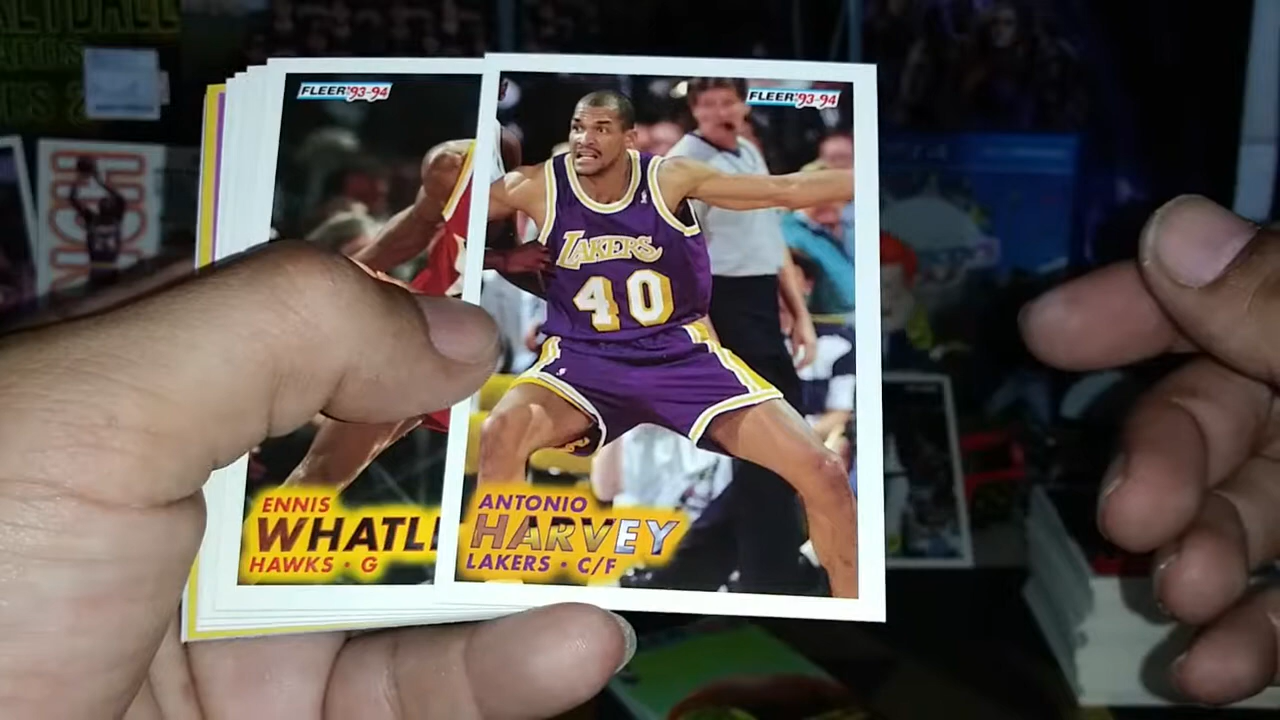 FLEER '93-94
ENNIS
WHATL
HAWKS · G
FLEER '93-94
LAKERS
40
ANTONIO
HARVEY
LAKERS · C/F